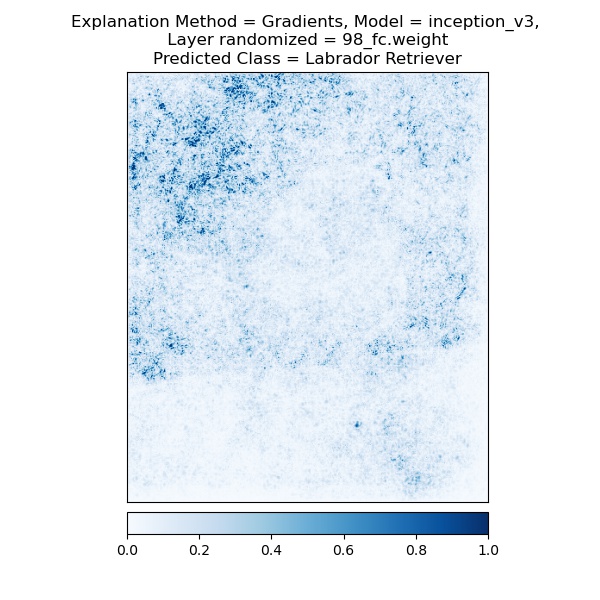 Explanation Method = Gradients, Model = inception_v3,
Layer randomized = 98_fc.weight
Predicted Class = Labrador Retriever
0.0 0.2 0.4 0.6 0.8 1.0